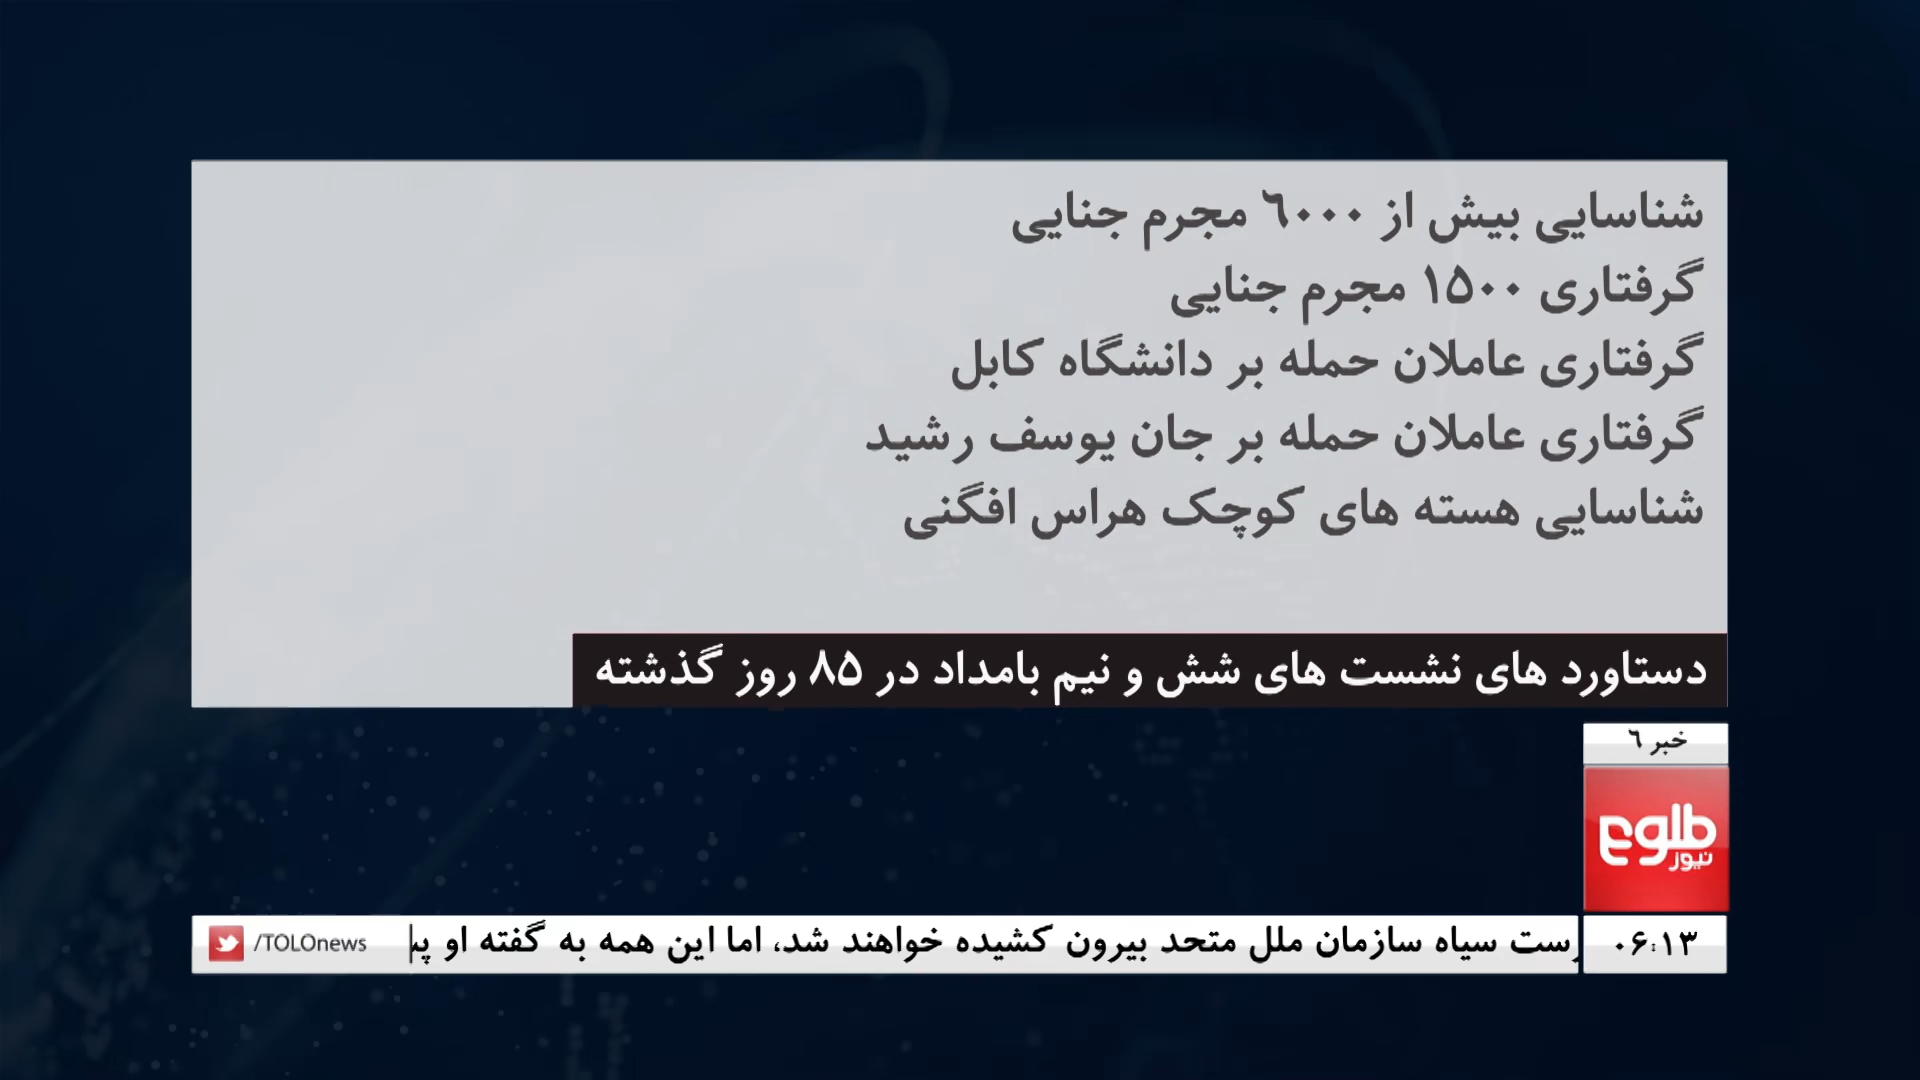 شناسایی بیش از ٦٠٠٠ مجرم جنایی
گرفتاری ۱۵۰۰ مجرم جنایی
گرفتاری عاملان حمله بر دانشگاه کابل
گرفتاری عاملان حمله بر جان یوسف رشید
شناسایی هسته های کوچک هراس افگنی
دستاورد های نشست های شش و نیم بامداد در ۸۵ روز گذشته
خبر ٦
طلوع
نیوز
۰۶:۱۳
ست سیاه سازمان ملل متحد بیرون کشیده خواهند شد، اما این همه به گفته او
/TOLOnews